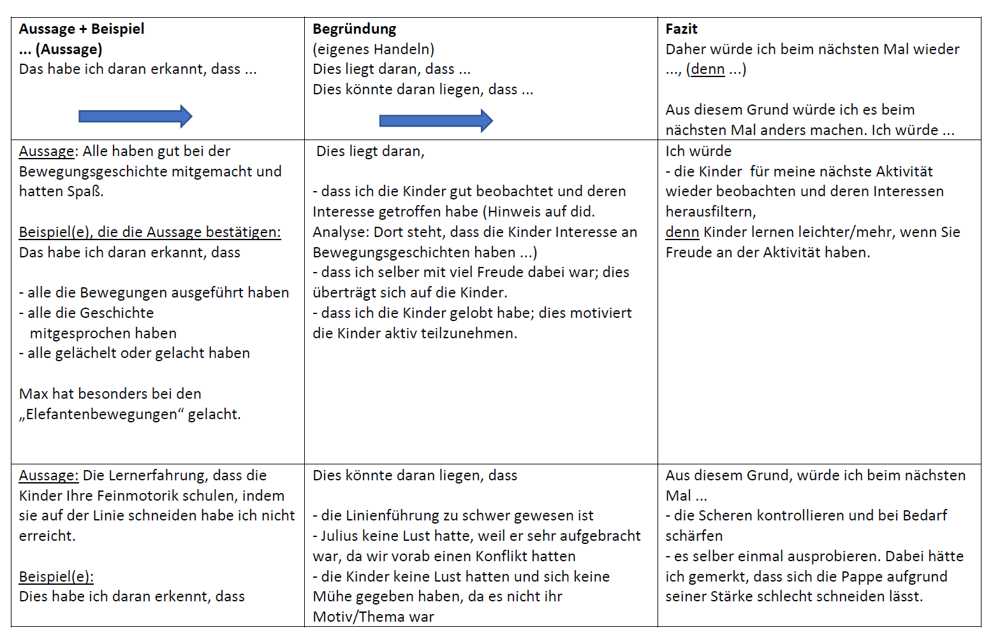 Aussage + Beispiel
... (Aussage)
Das habe ich daran erkannt, dass ...
Begründung
(eigenes Handeln)
Dies liegt daran, dass ...
Dies könnte daran liegen, dass ...
Fazit
Daher würde ich beim nächsten Mal wieder
..., (denn ...)
Aus diesem Grund würde ich es beim
nächsten Mal anders machen. Ich würde ...
Aussage: Alle haben gut bei der
Bewegungsgeschichte mitgemacht und
hatten Spaß.
Beispiel(e), die die Aussage bestätigen:
Das habe ich daran erkannt, dass
- alle die Bewegungen ausgeführt haben
- alle die Geschichte
mitgesprochen haben
- alle gelächelt oder gelacht haben
Max hat besonders bei den
„Elefantenbewegungen“ gelacht.
Dies liegt daran,
- dass ich die Kinder gut beobachtet und deren
Interesse getroffen habe (Hinweis auf did.
Analyse: Dort steht, dass die Kinder Interesse an
Bewegungsgeschichten haben ...)
- dass ich selber mit viel Freude dabei war; dies
überträgt sich auf die Kinder.
- dass ich die Kinder gelobt habe; dies motiviert
die Kinder aktiv teilzunehmen.
Ich würde
- die Kinder  für meine nächste Aktivität
wieder beobachten und deren Interessen
herausfiltern,
denn Kinder lernen leichter/mehr, wenn Sie
Freude an der Aktivität haben.
Aussage: Die Lernerfahrung, dass die
Kinder Ihre Feinmotorik schulen, indem
sie auf der Linie schneiden habe ich nicht
erreicht.
Beispiel(e):
Dies habe ich daran erkennt, dass
Dies könnte daran liegen, dass
- die Linienführung zu schwer gewesen ist
- Julius keine Lust hatte, weil er sehr aufgebracht
war, da wir vorab einen Konflikt hatten
- die Kinder keine Lust hatten und sich keine
Mühe gegeben haben, da es nicht ihr
Motiv/Thema war
Aus diesem Grund, würde ich beim nächsten
Mal ...
- die Scheren kontrollieren und bei Bedarf
schärfen
- es selber einmal ausprobieren. Dabei hätte
ich gemerkt, dass sich die Pappe aufgrund
seiner Stärke schlecht schneiden lässt.